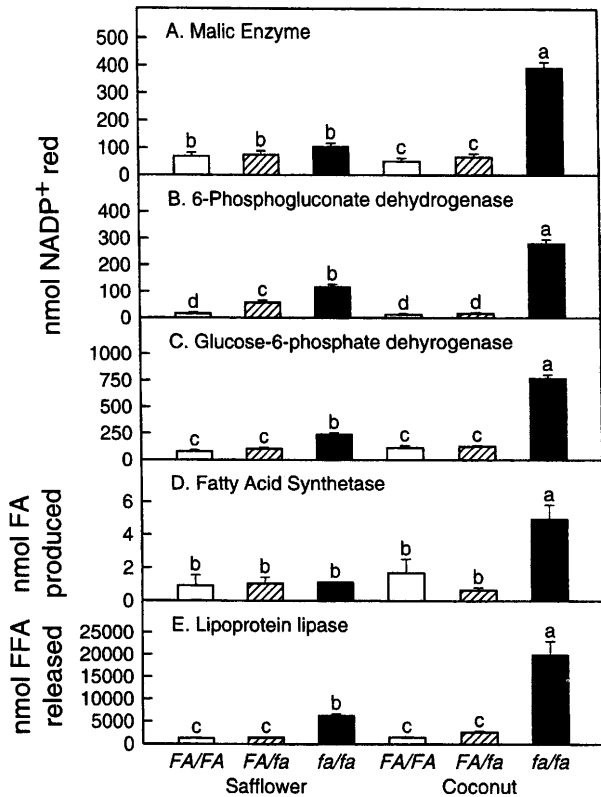 A. Malic Enzyme
500
400
300
200
100
0
b b b c c a
B. 6-Phosphogluconate dehydrogenase
400
300
200
100
0
d c b d d a
nmol NADP+ red
C. Glucose-6-phosphate dehyrogenase
1000
750
500
250
0
c c b c c a
D. Fatty Acid Synthetase
6
4
2
0
b b b b b a
nmol FA
produced
E. Lipoprotein lipase
25000
20000
15000
10000
5000
0
c c b c c a
nmol FFA
released
FA/FA FA/fa fa/fa FA/FA FA/fa fa/fa
Safflower Coconut